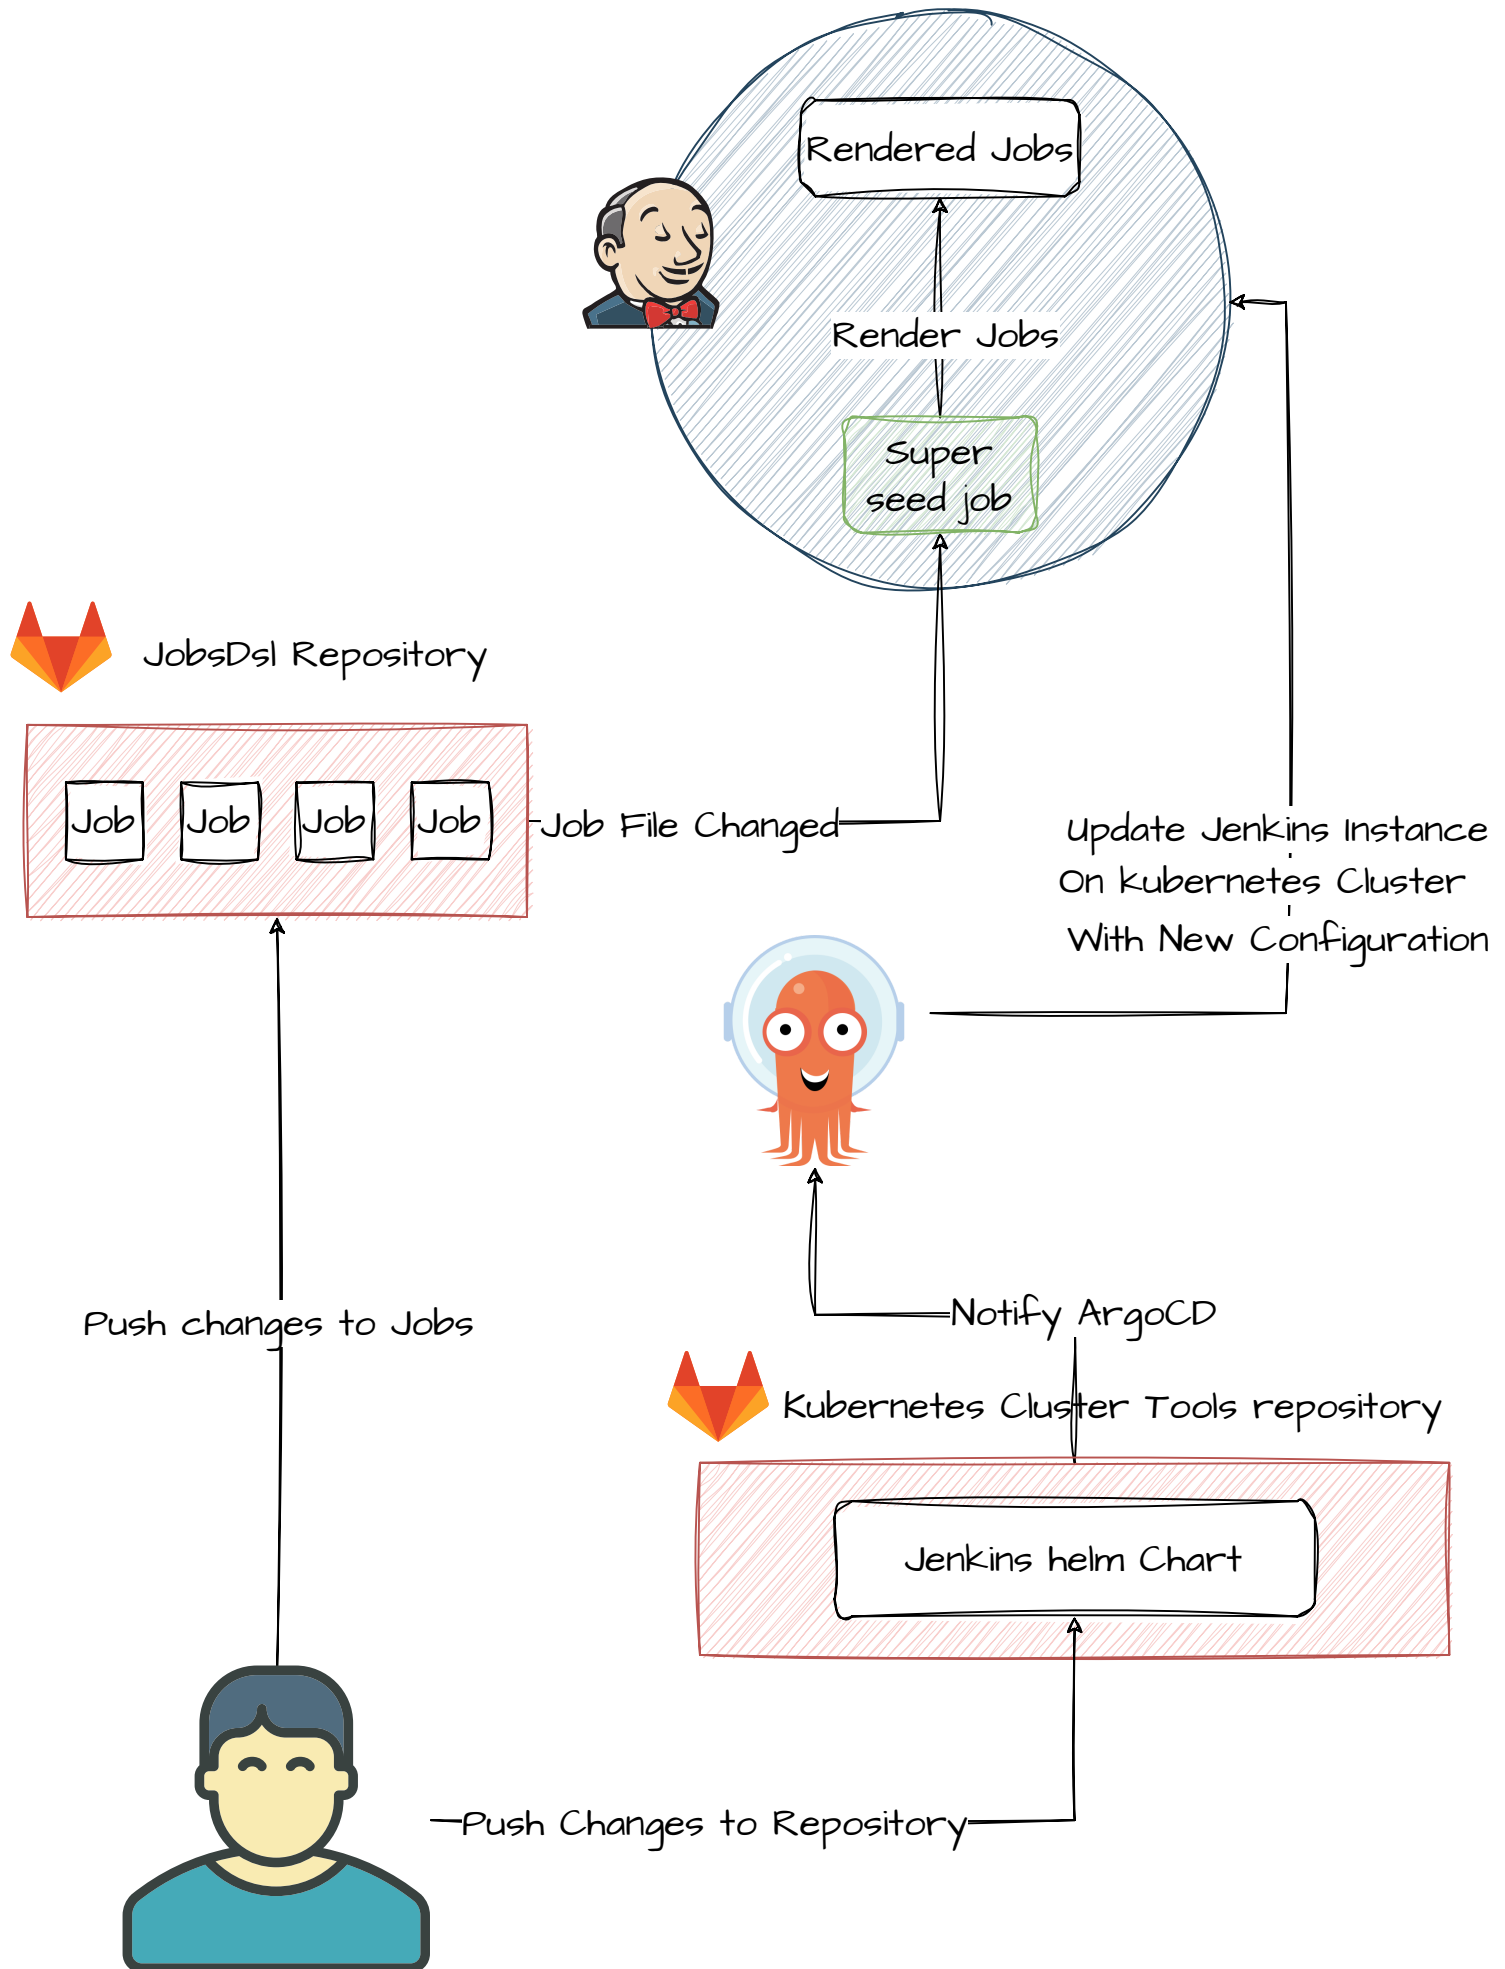 Rendered Jobs
Render Jobs
Super
seed job
JobsDsl Repository
Job
Job
Job
Job
Job File Changed
Update Jenkins Instance
On Kubernetes Cluster
With New Configuration
Push changes to Jobs
Notify ArgoCD
Kubernetes Cluster Tools repository
Jenkins helm Chart
Push Changes to Repository